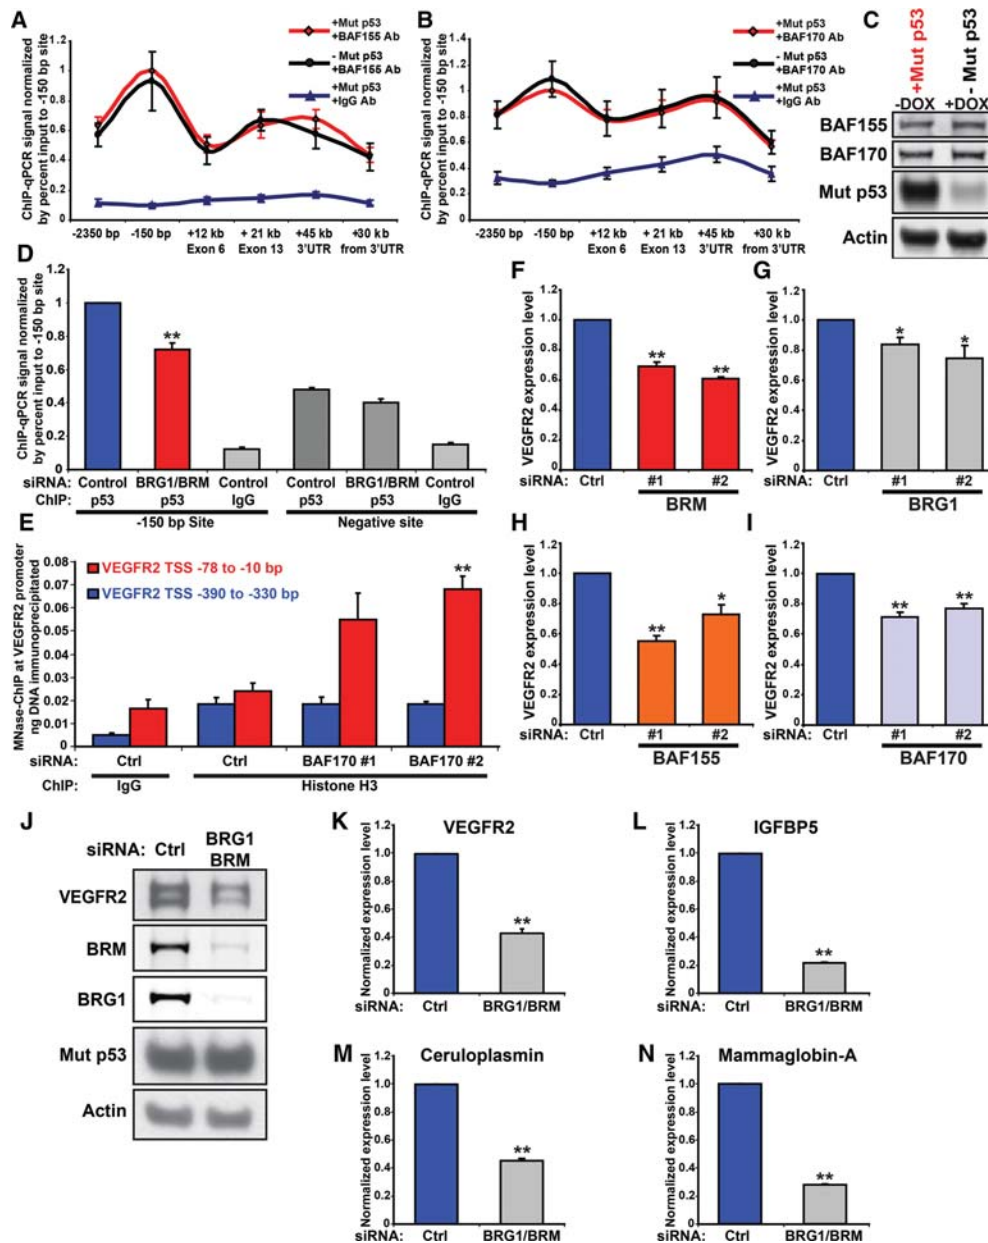 A
ChIP-qPCR signal normalized
by percent input to -150 bp site
1.4
1.2
1
0.8
0.6
0.4
0.2
0
+Mut p53
+BAF155 Ab
- Mut p53
+BAF155 Ab
+Mut p53
+IgG Ab
-2350 bp -150 bp +12 kb + 21 kb +45 kb +30 kb
Exon 6 Exon 13 3'UTR from 3'UTR
B
ChIP-qPCR signal normalized
by percent input to -150 bp site
1.4
1.2
1
0.8
0.6
0.4
0.2
0
+Mut p53
+BAF170 Ab
- Mut p53
+BAF170 Ab
+Mut p53
+IgG Ab
-2350 bp -150 bp +12 kb + 21 kb +45 kb +30 kb
Exon 6 Exon 13 3'UTR from 3'UTR
C
+Mut p53
- Mut p53
-DOX +DOX
BAF155
BAF170
Mut p53
Actin
D
ChIP-qPCR signal normalized
by percent input to -150 bp site
1.2
1
0.8
0.6
0.4
0.2
0
**
siRNA: Control BRG1/BRM Control Control BRG1/BRM Control
ChIP: p53 p53 IgG p53 p53 IgG
-150 bp Site Negative site
E
MNase-ChIP at VEGFR2 promoter
ng DNA immunoprecipitated
0.08
0.07
0.06
0.05
0.04
0.03
0.02
0.01
0
VEGFR2 TSS -78 to -10 bp
VEGFR2 TSS -390 to -330 bp
**
siRNA: Ctrl Ctrl BAF170 #1 BAF170 #2
ChIP: IgG Histone H3
F
VEGFR2 expression level
1.2
1.0
0.8
0.6
0.4
0.2
0
** **
Ctrl #1 #2
BRM
G
VEGFR2 expression level
1.2
1.0
0.8
0.6
0.4
0.2
0
* *
Ctrl #1 #2
BRG1
H
VEGFR2 expression level
1.2
1.0
0.8
0.6
0.4
0.2
0
** *
Ctrl #1 #2
BAF155
I
VEGFR2 expression level
1.2
1.0
0.8
0.6
0.4
0.2
0
** **
Ctrl #1 #2
BAF170
J
siRNA: Ctrl BRG1
BRM
VEGFR2
BRM
BRG1
Mut p53
Actin
K
VEGFR2
Normalized expression level
1.2
1.0
0.8
0.6
0.4
0.2
0
**
siRNA: Ctrl BRG1/BRM
L
IGFBP5
Normalized expression level
1.2
1.0
0.8
0.6
0.4
0.2
0
**
siRNA: Ctrl BRG1/BRM
M
Ceruloplasmin
Normalized expression level
1.2
1.0
0.8
0.6
0.4
0.2
0
**
siRNA: Ctrl BRG1/BRM
N
Mammaglobin-A
Normalized expression level
1.2
1.0
0.8
0.6
0.4
0.2
0
**
siRNA: Ctrl BRG1/BRM